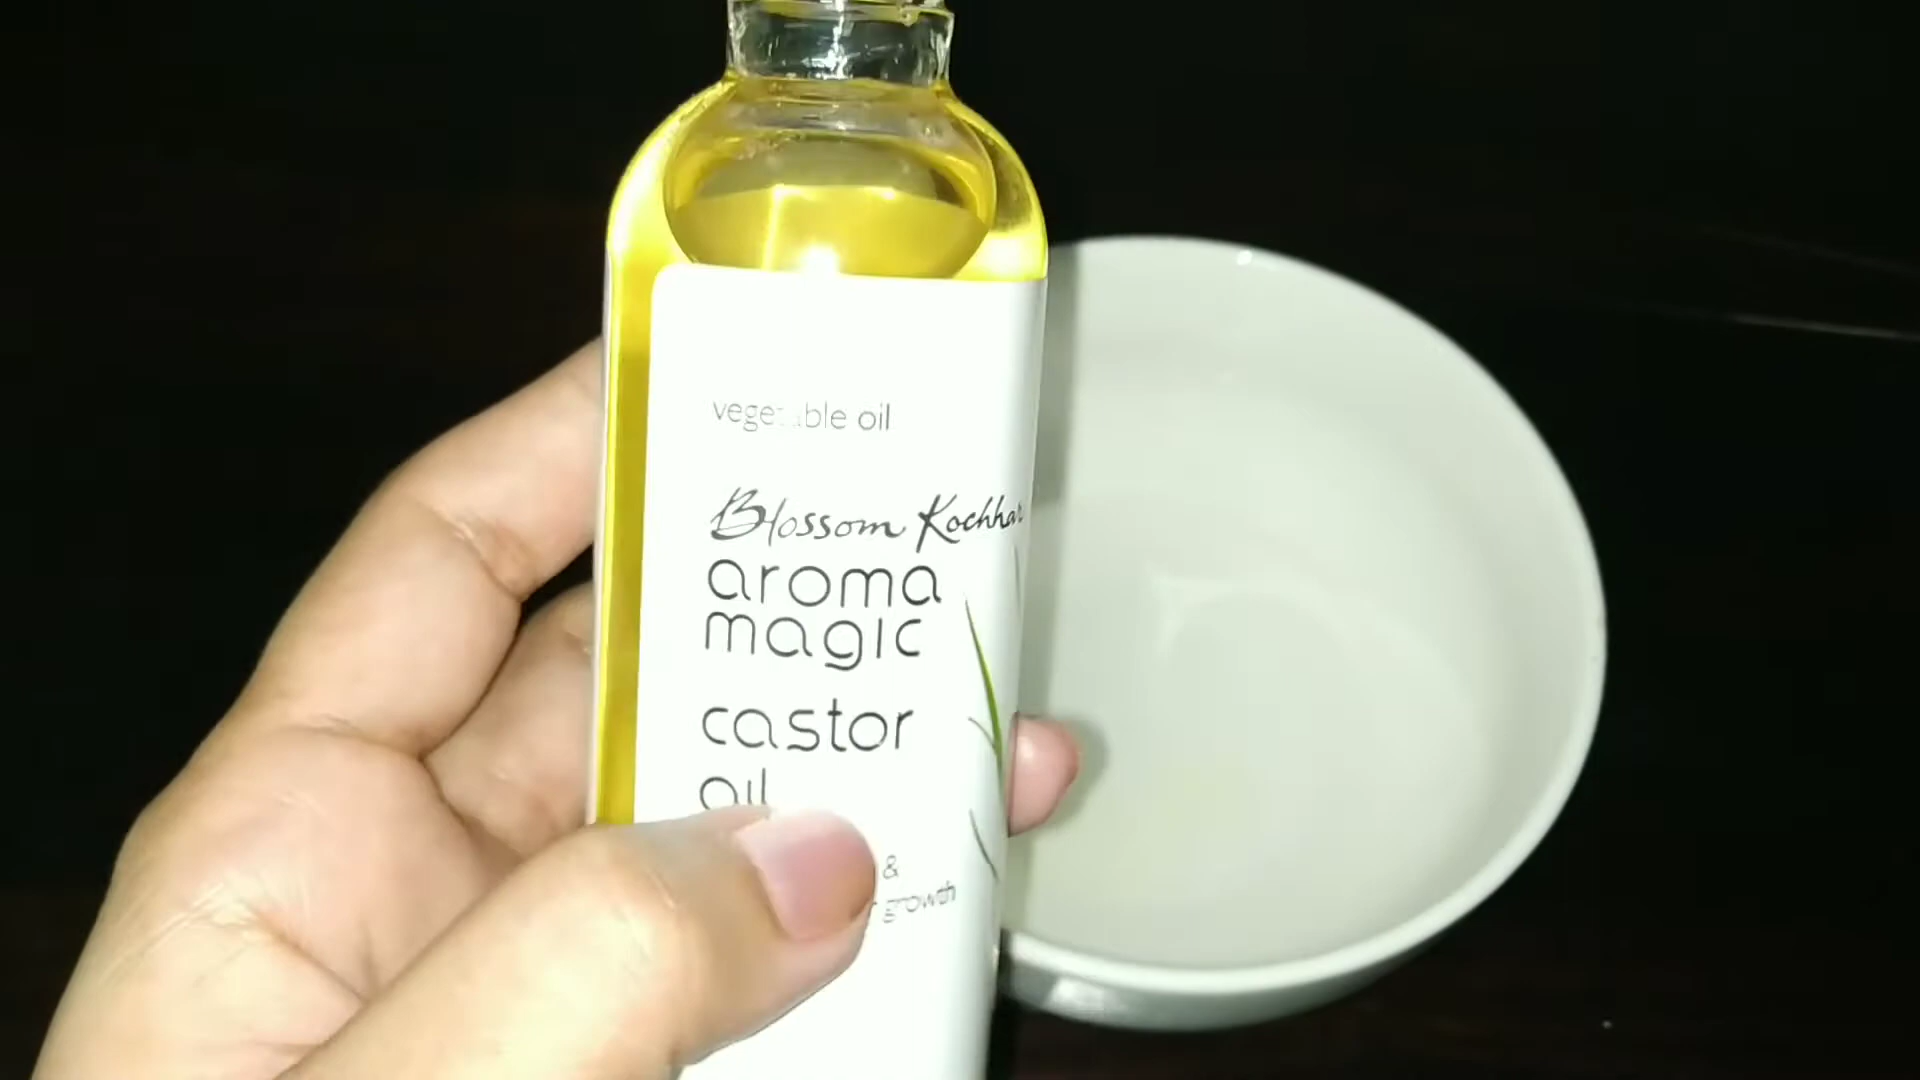 vegetable oil
Blossom Kochhar
aroma
magic
castor
oil
&
growth